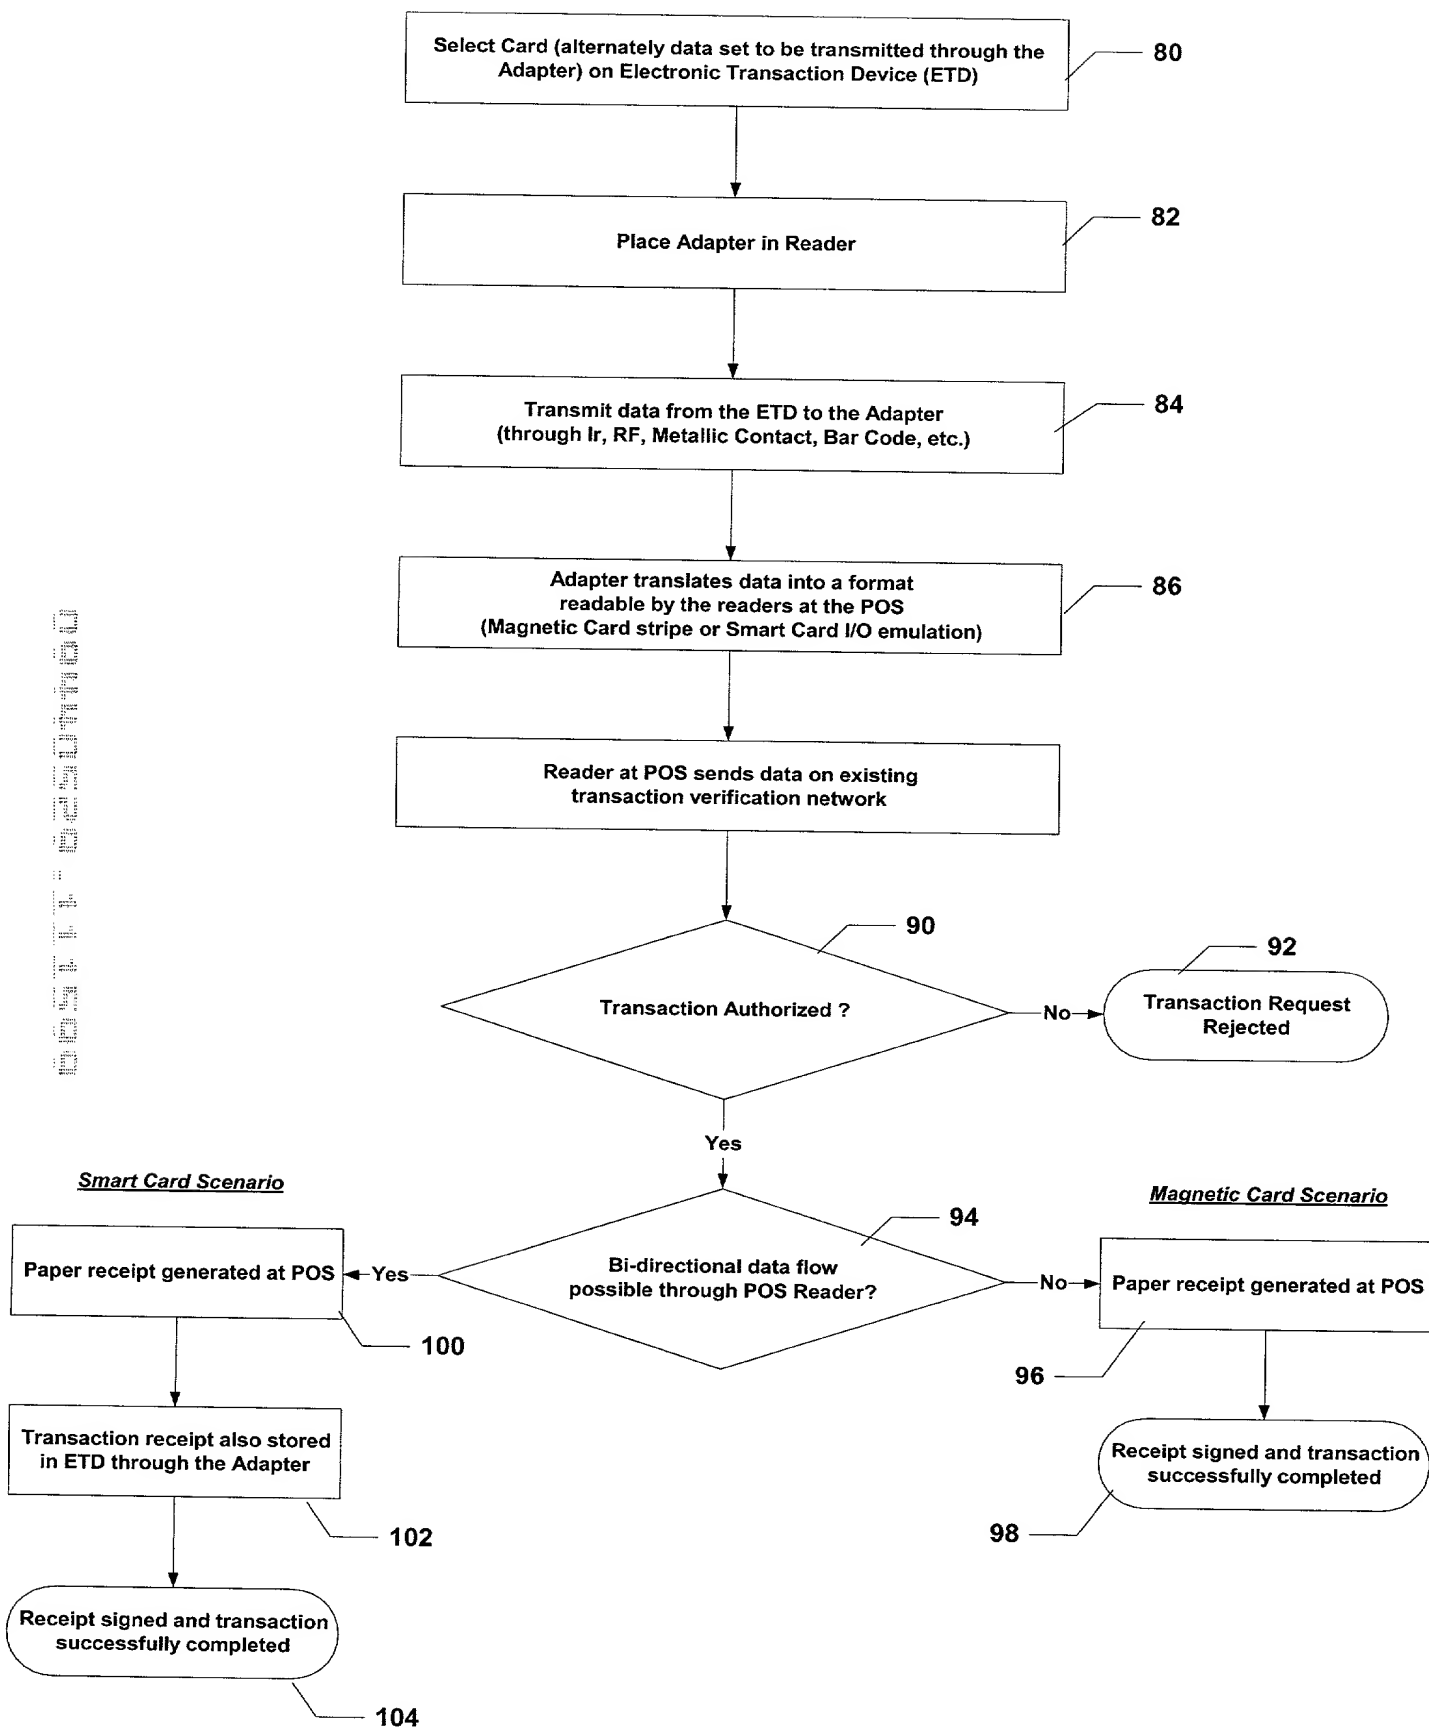 Select Card (alternately data set to be transmitted through the
Adapter) on Electronic Transaction Device (ETD)
80
Place Adapter in Reader
82
Transmit data from the ETD to the Adapter
(through Ir, RF, Metallic Contact, Bar Code, etc.)
84
Adapter translates data into a format
readable by the readers at the POS
(Magnetic Card stripe or Smart Card I/O emulation)
86
Reader at POS sends data on existing
transaction verification network
90
Transaction Authorized ?
No
92
Transaction Request
Rejected
Yes
Smart Card Scenario
Magnetic Card Scenario
94
Bi-directional data flow
possible through POS Reader?
Yes
No
Paper receipt generated at POS
100
Paper receipt generated at POS
96
Transaction receipt also stored
in ETD through the Adapter
102
Receipt signed and transaction
successfully completed
98
Receipt signed and transaction
successfully completed
104